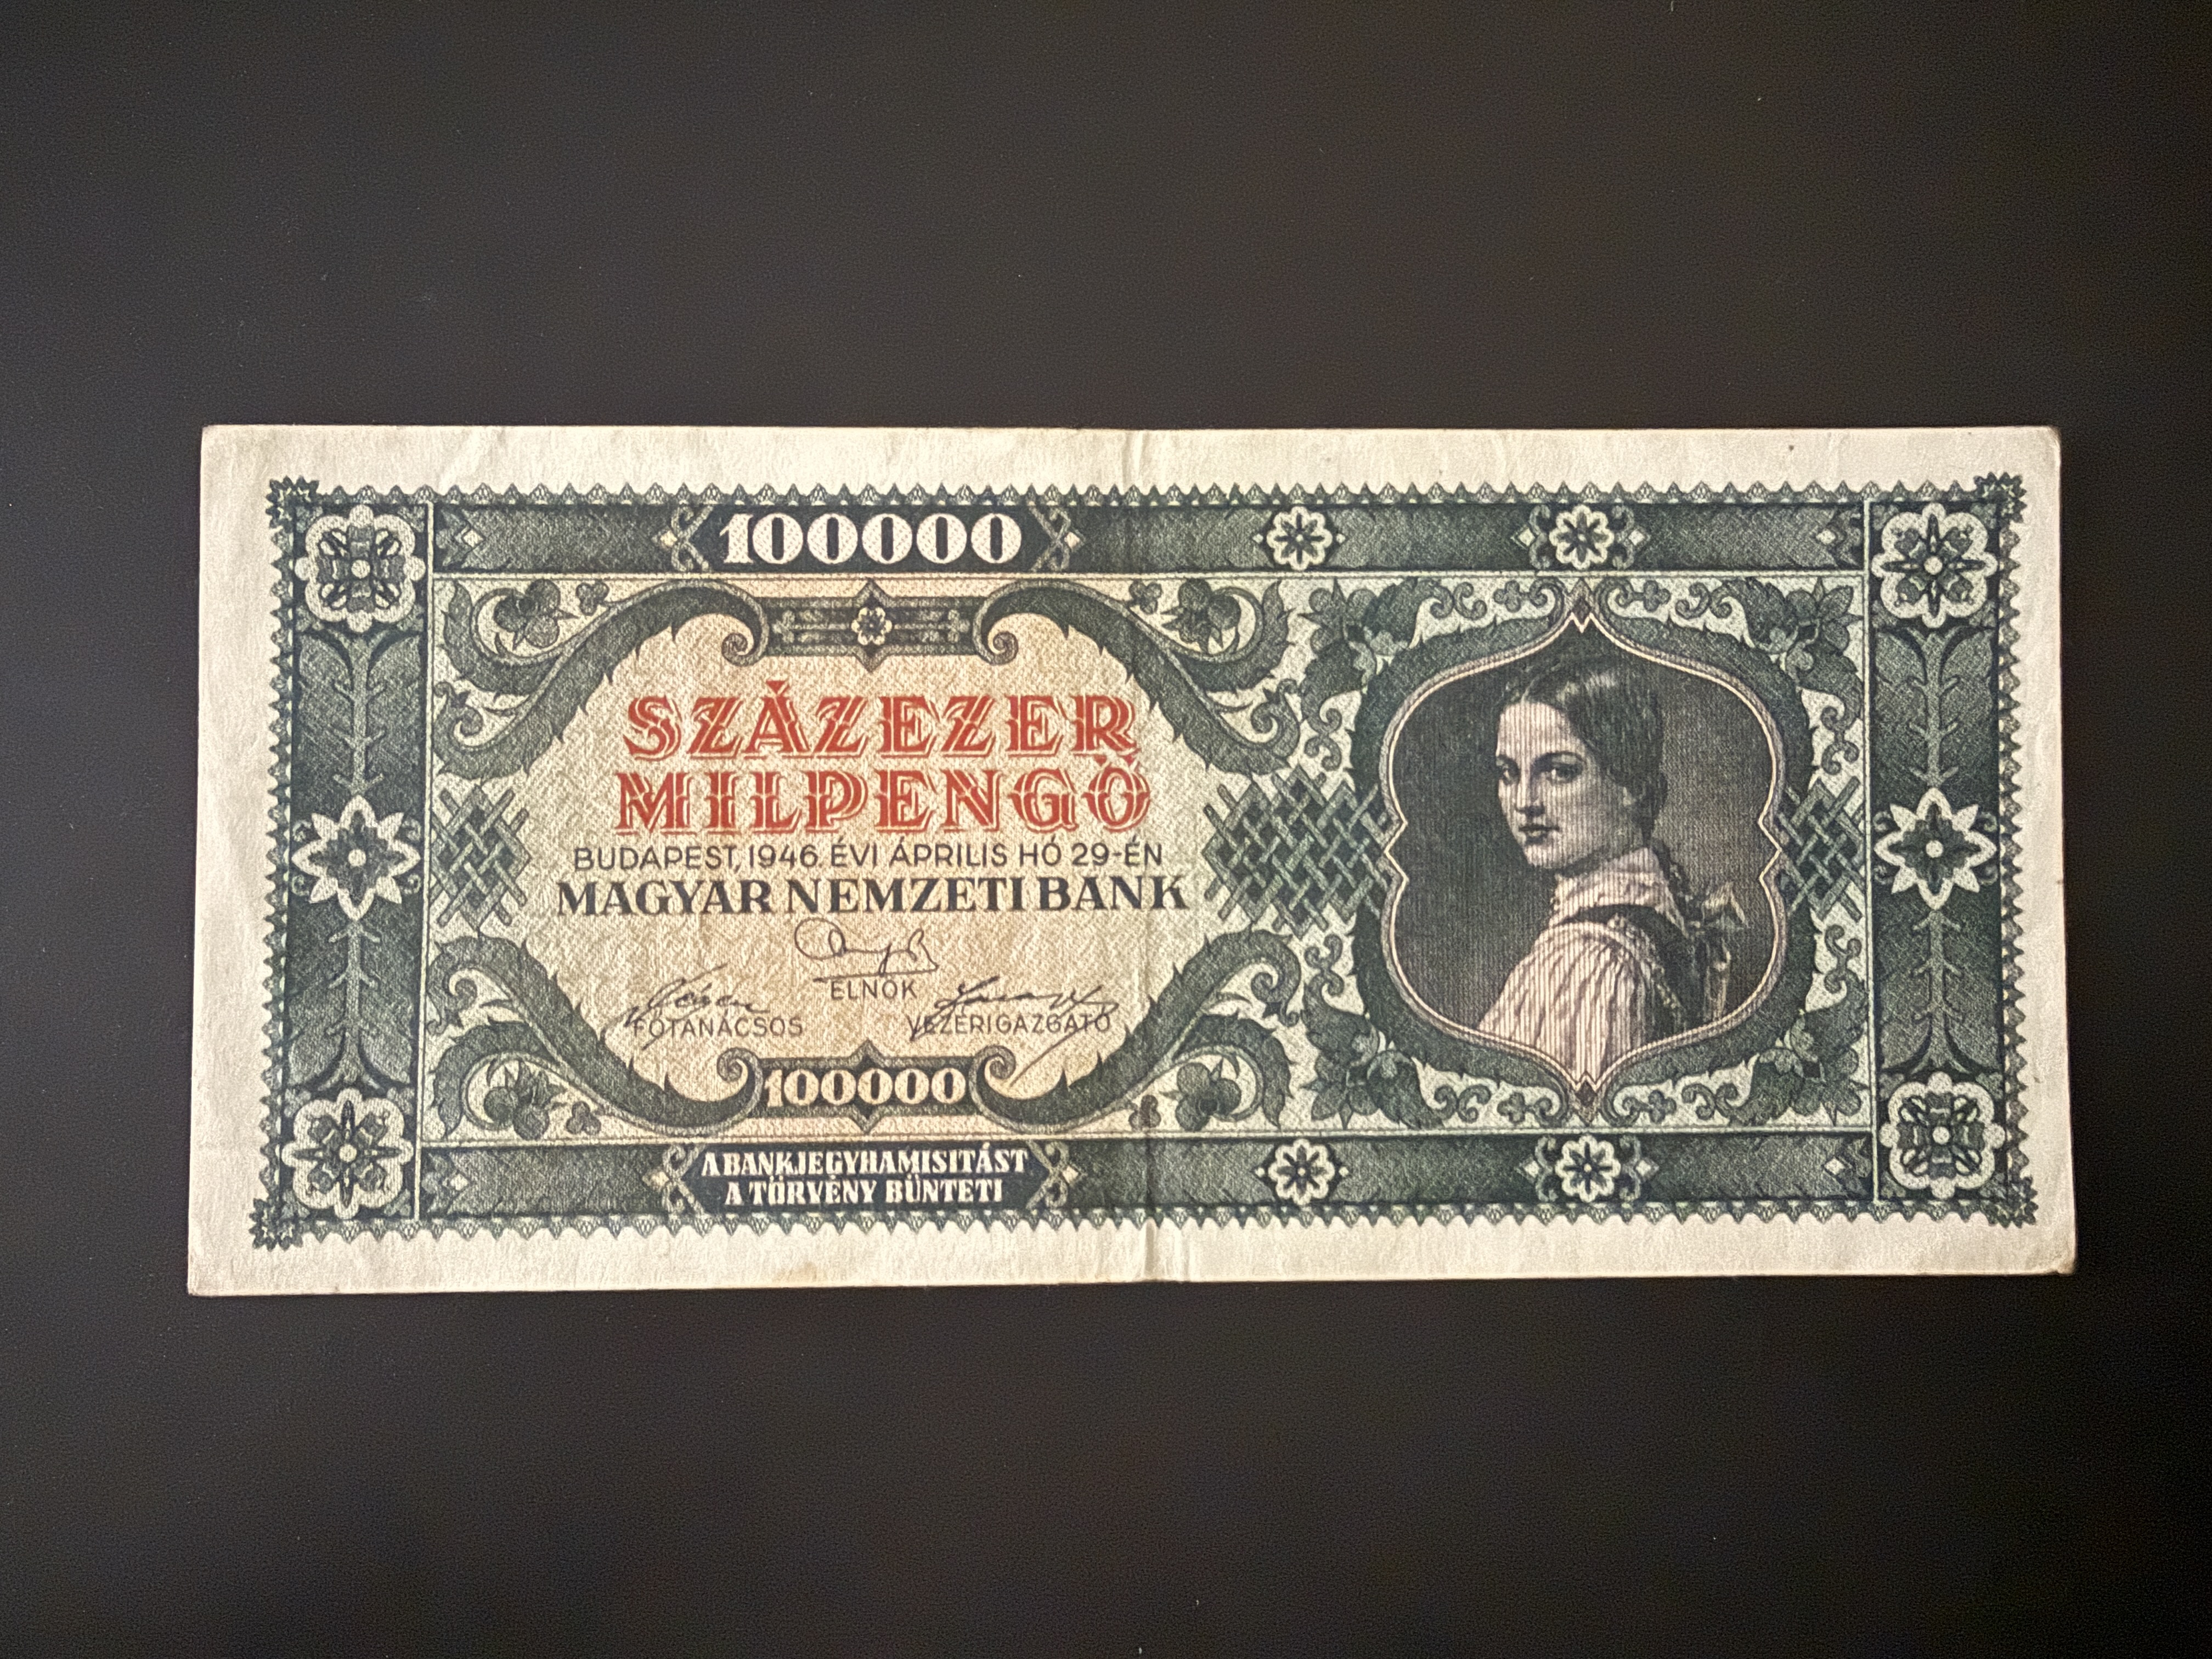 100000
SZÁZEZER
MILPENGŐ
BUDAPEST, 1946. ÉVI ÁPRILIS HÓ 29-ÉN
MAGYAR NEMZETI BANK
ELNÖK
FŐTANÁCSOS VEZÉRIGAZGATÓ
100000
A BANKJEGYHAMISITÁST
A TÖRVÉNY BÜNTETI